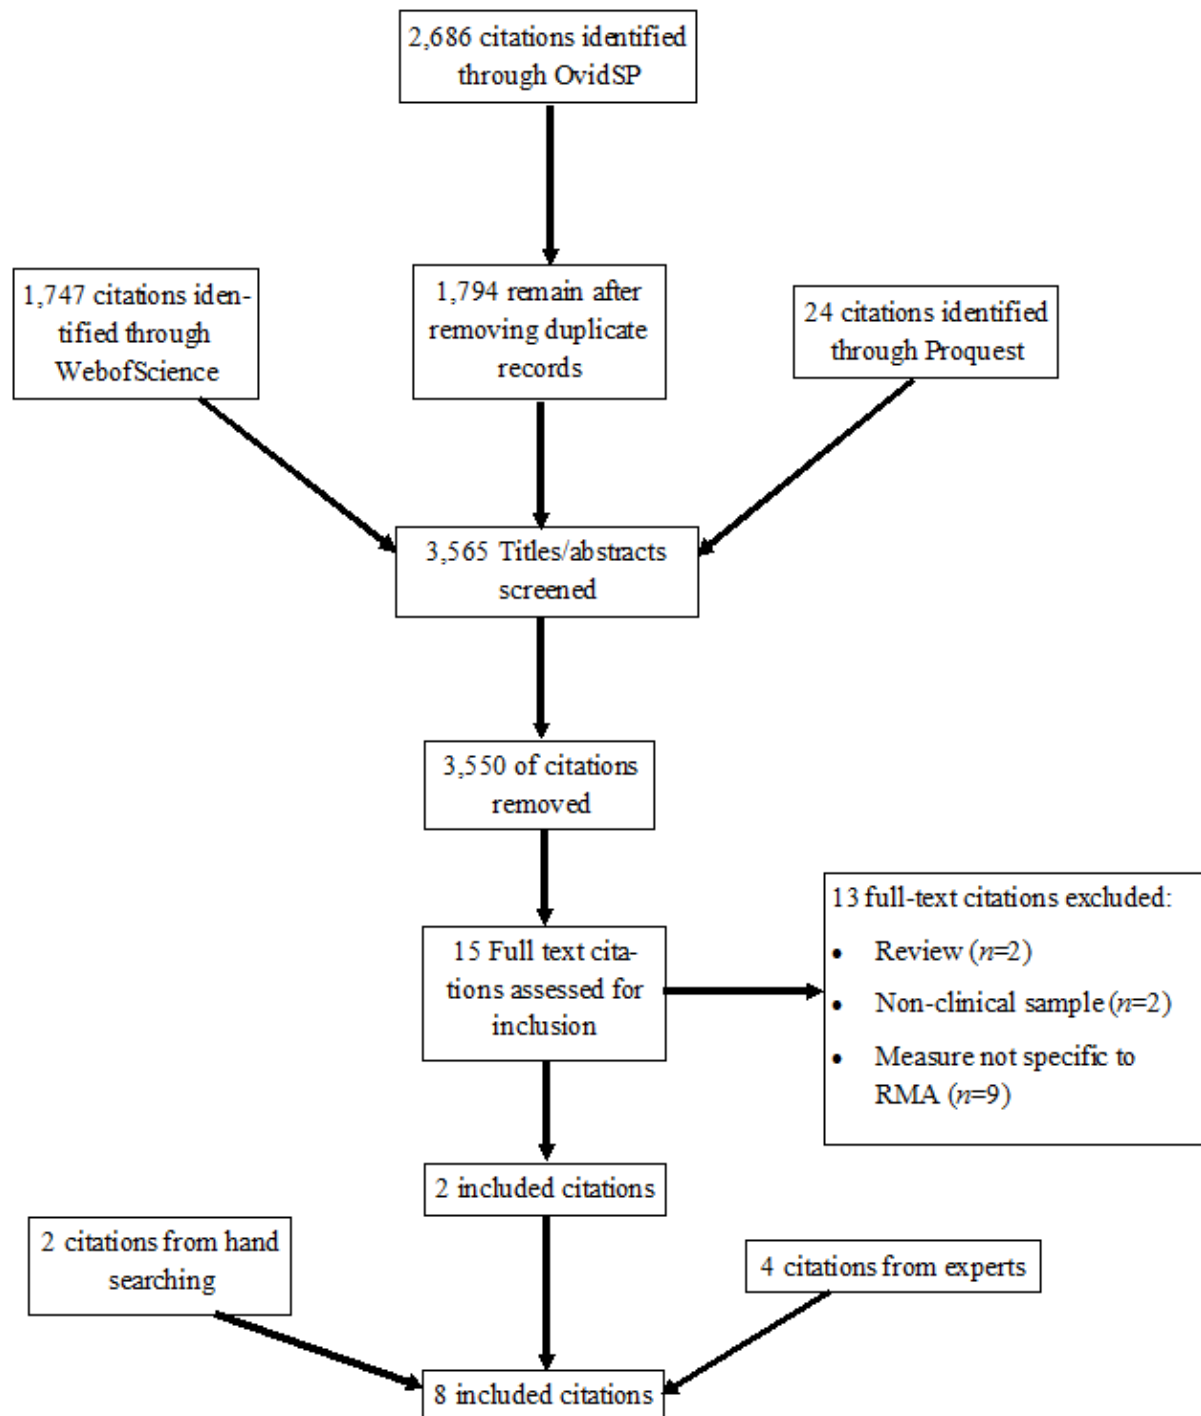 2,686 citations identified
through OvidSP
1,747 citations iden-
tified through
WebofScience
1,794 remain after
removing duplicate
records
24 citations identified
through Proquest
3,565 Titles/abstracts
screened
3,550 of citations
removed
15 Full text cita-
tions assessed for
inclusion
13 full-text citations excluded:
• Review (n=2)
• Non-clinical sample (n=2)
• Measure not specific to
RMA (n=9)
2 included citations
2 citations from hand
searching
4 citations from experts
8 included citations